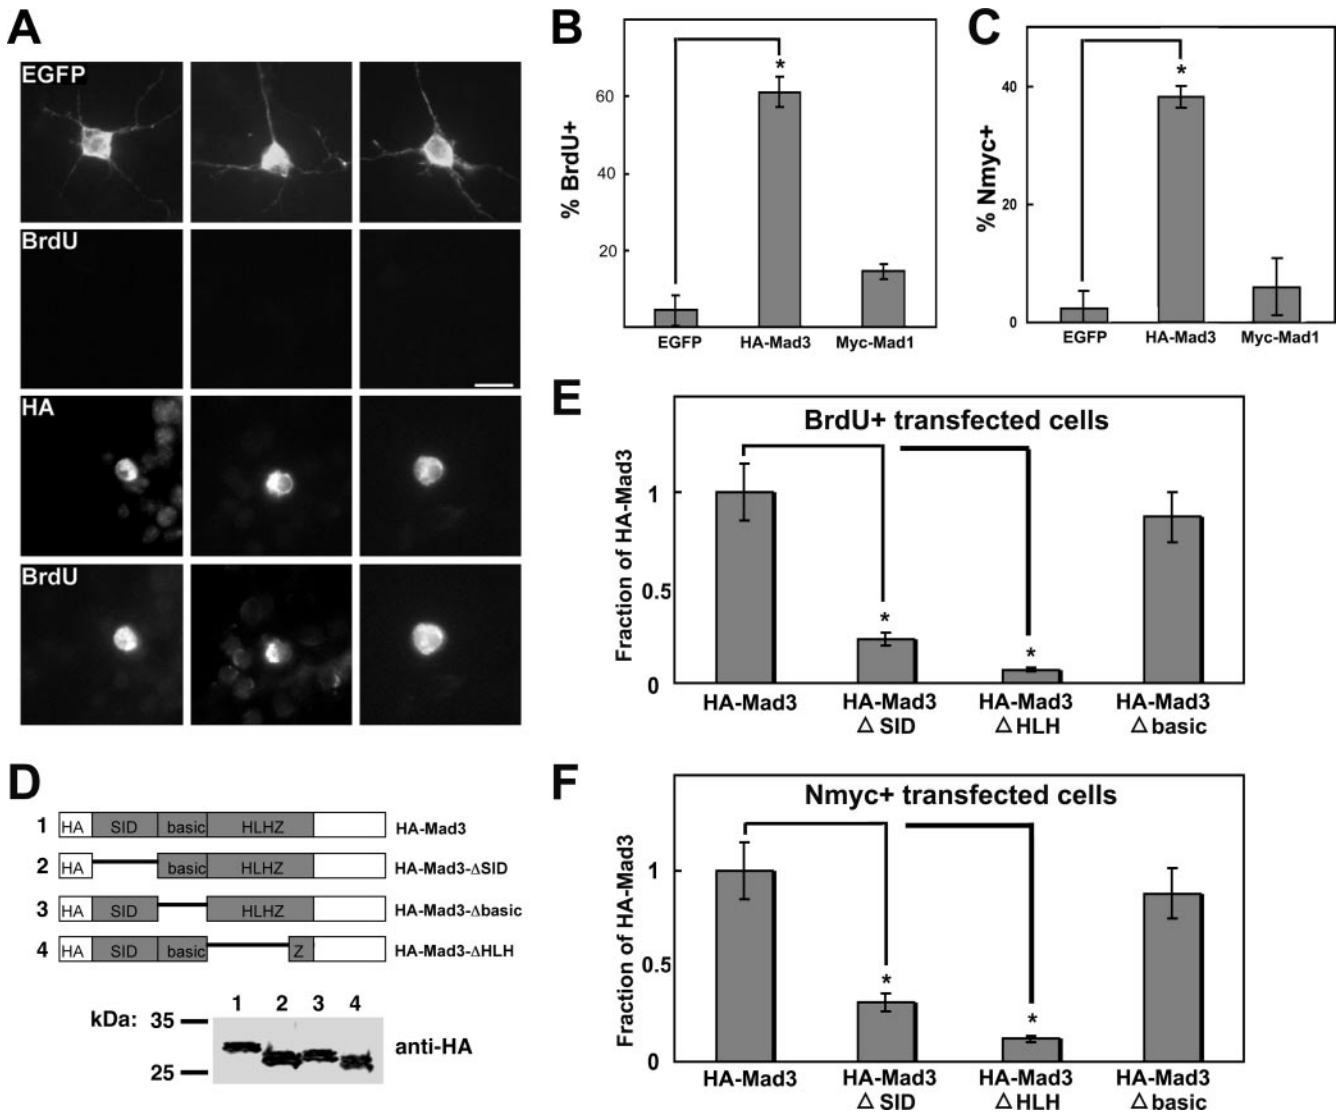 A
EGFP
BrdU
HA
BrdU
B
% BrdU+
60
40
20
*
EGFP HA-Mad3 Myc-Mad1
C
% Nmyc+
40
20
0
*
EGFP HA-Mad3 Myc-Mad1
D
1 HA SID basic HLHZ HA-Mad3
2 HA basic HLHZ HA-Mad3-ΔSID
3 HA SID HLHZ HA-Mad3-Δbasic
4 HA SID basic Z HA-Mad3-ΔHLH
1 2 3 4
kDa: 35
25
anti-HA
E
BrdU+ transfected cells
Fraction of HA-Mad3
1
0.5
0
*
*
HA-Mad3 HA-Mad3 HA-Mad3 HA-Mad3
△ SID △ HLH △ basic
F
Nmyc+ transfected cells
Fraction of HA-Mad3
1
0.5
0
*
*
HA-Mad3 HA-Mad3 HA-Mad3 HA-Mad3
△ SID △ HLH △ basic